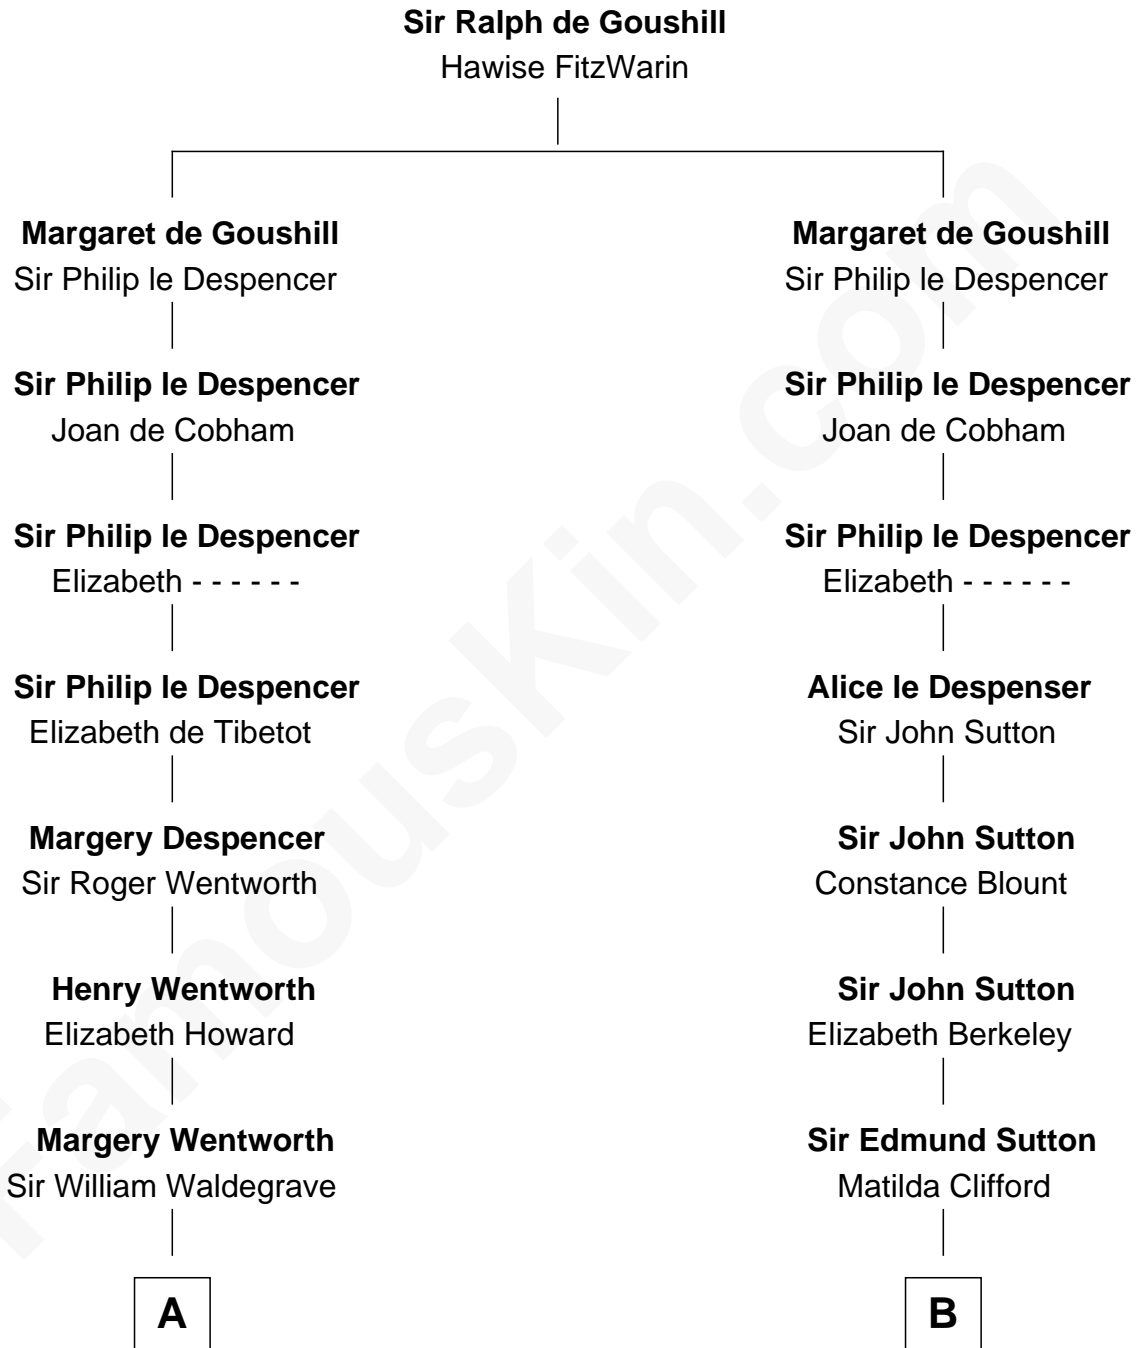 Sir Ralph de Goushill
Hawise FitzWarin
Margaret de Goushill
Sir Philip le Despencer
Margaret de Goushill
Sir Philip le Despencer
Sir Philip le Despencer
Joan de Cobham
Sir Philip le Despencer
Joan de Cobham
Sir Philip le Despencer
Elizabeth - - - - - -
Sir Philip le Despencer
Elizabeth - - - - - -
Sir Philip le Despencer
Elizabeth de Tibetot
Alice le Despenser
Sir John Sutton
Margery Despencer
Sir Roger Wentworth
Sir John Sutton
Constance Blount
Henry Wentworth
Elizabeth Howard
Sir John Sutton
Elizabeth Berkeley
Margery Wentworth
Sir William Waldegrave
Sir Edmund Sutton
Matilda Clifford
A
B
FamousKin.com